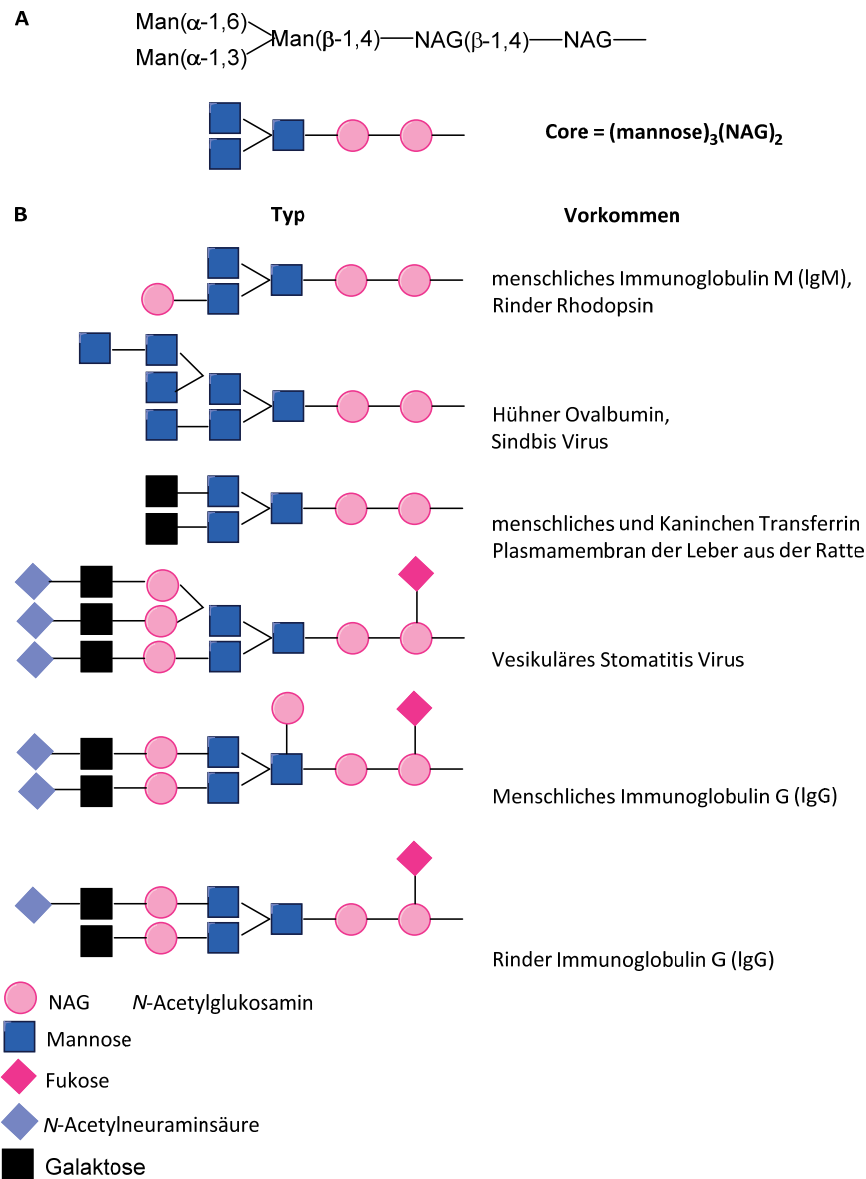 A
Man(α-1,6)
Man(α-1,3)
Man(β-1,4)—NAG(β-1,4)—NAG—
Core = (mannose)₃(NAG)₂
B
Typ
Vorkommen
menschliches Immunoglobulin M (lgM),
Rinder Rhodopsin
Hühner Ovalbumin,
Sindbis Virus
menschliches und Kaninchen Transferrin
Plasmamembran der Leber aus der Ratte
Vesikuläres Stomatitis Virus
Menschliches Immunoglobulin G (lgG)
Rinder Immunoglobulin G (lgG)
NAG N-Acetylglukosamin
Mannose
Fukose
N-Acetylneuraminsäure
Galaktose